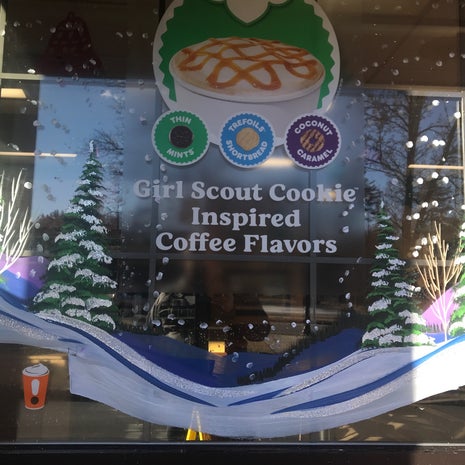 THIN
MINTS
TREFOILS
SHORTBREAD
COCONUT
CARAMEL
Girl Scout Cookie
Inspired
Coffee Flavors